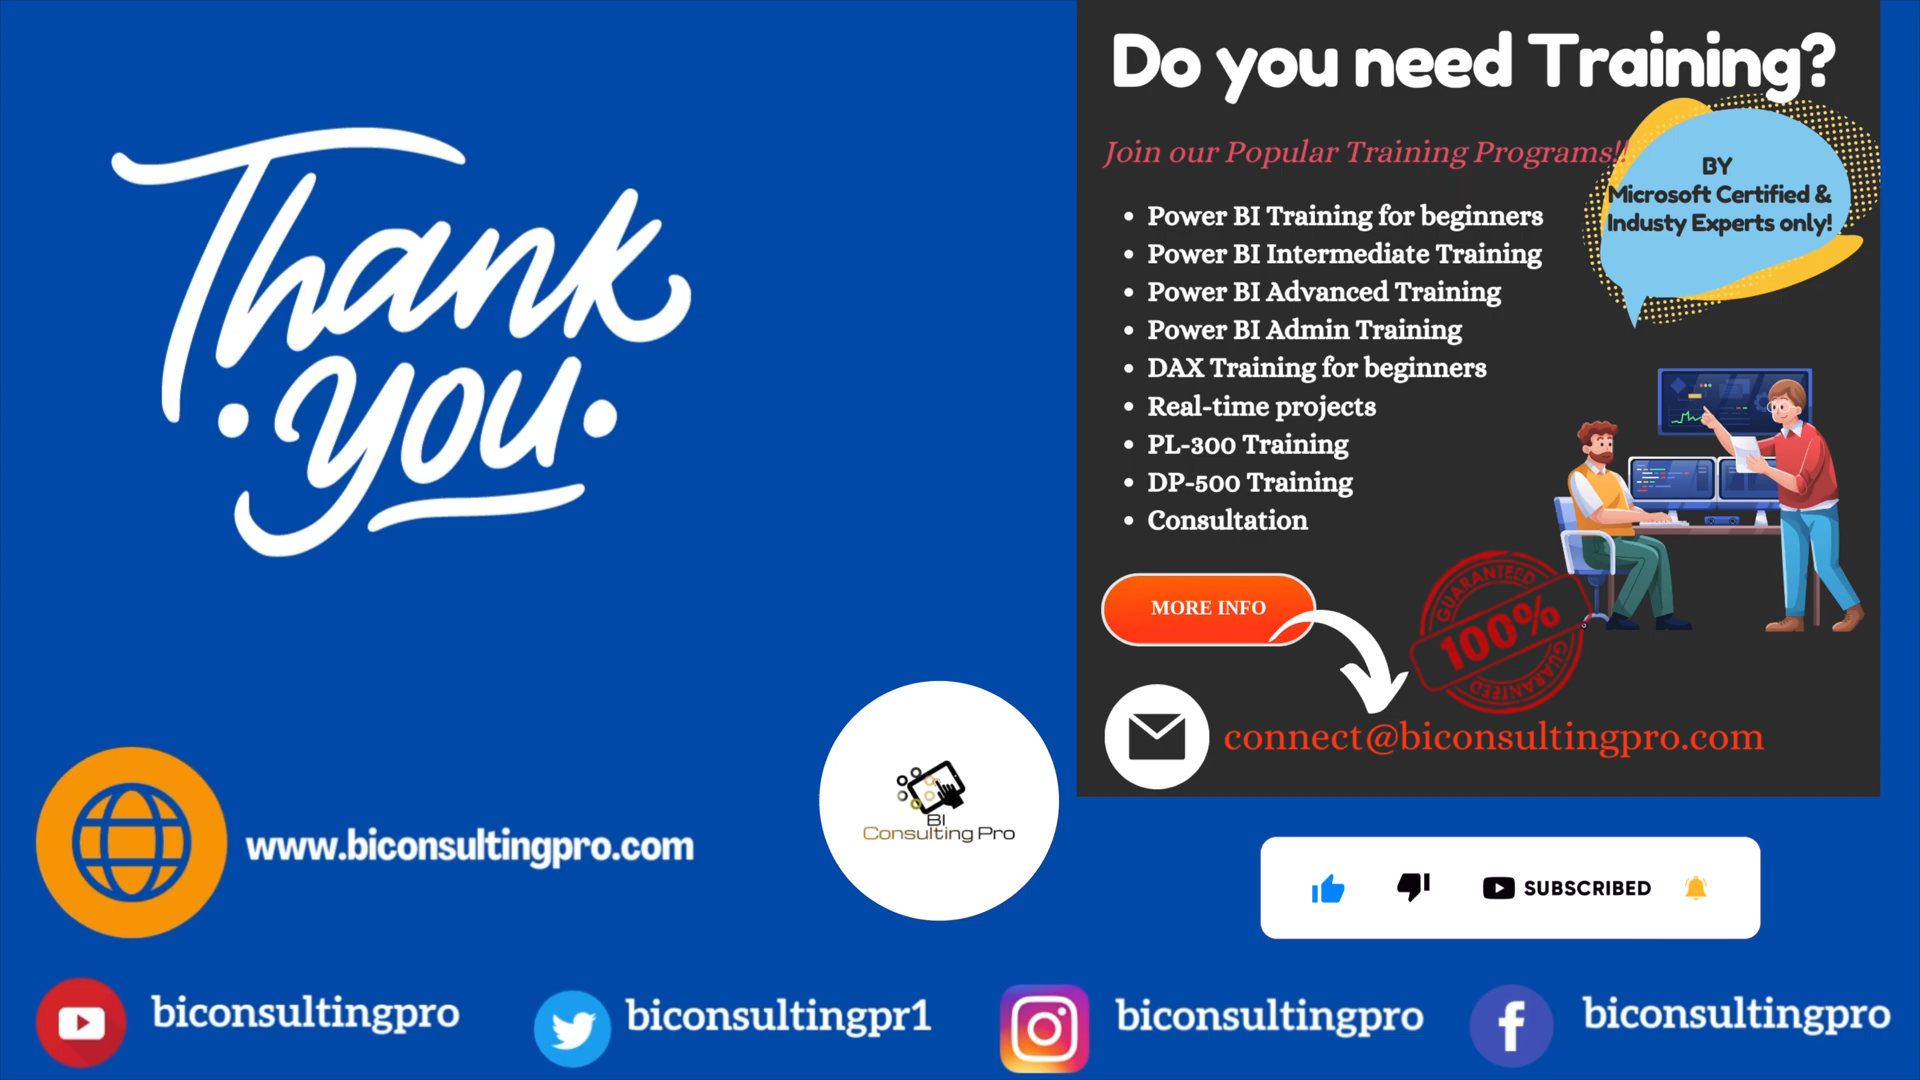 Thank
you
Do you need Training?
Join our Popular Training Programs!!
BY
Microsoft Certified &
Industy Experts only!
• Power BI Training for beginners
• Power BI Intermediate Training
• Power BI Advanced Training
• Power BI Admin Training
• DAX Training for beginners
• Real-time projects
• PL-300 Training
• DP-500 Training
• Consultation
MORE INFO
GUARANTEED
100%
GUARANTEED
connect@biconsultingpro.com
BI
Consulting Pro
www.biconsultingpro.com
SUBSCRIBED
biconsultingpro
biconsultingpr1
biconsultingpro
biconsultingpro